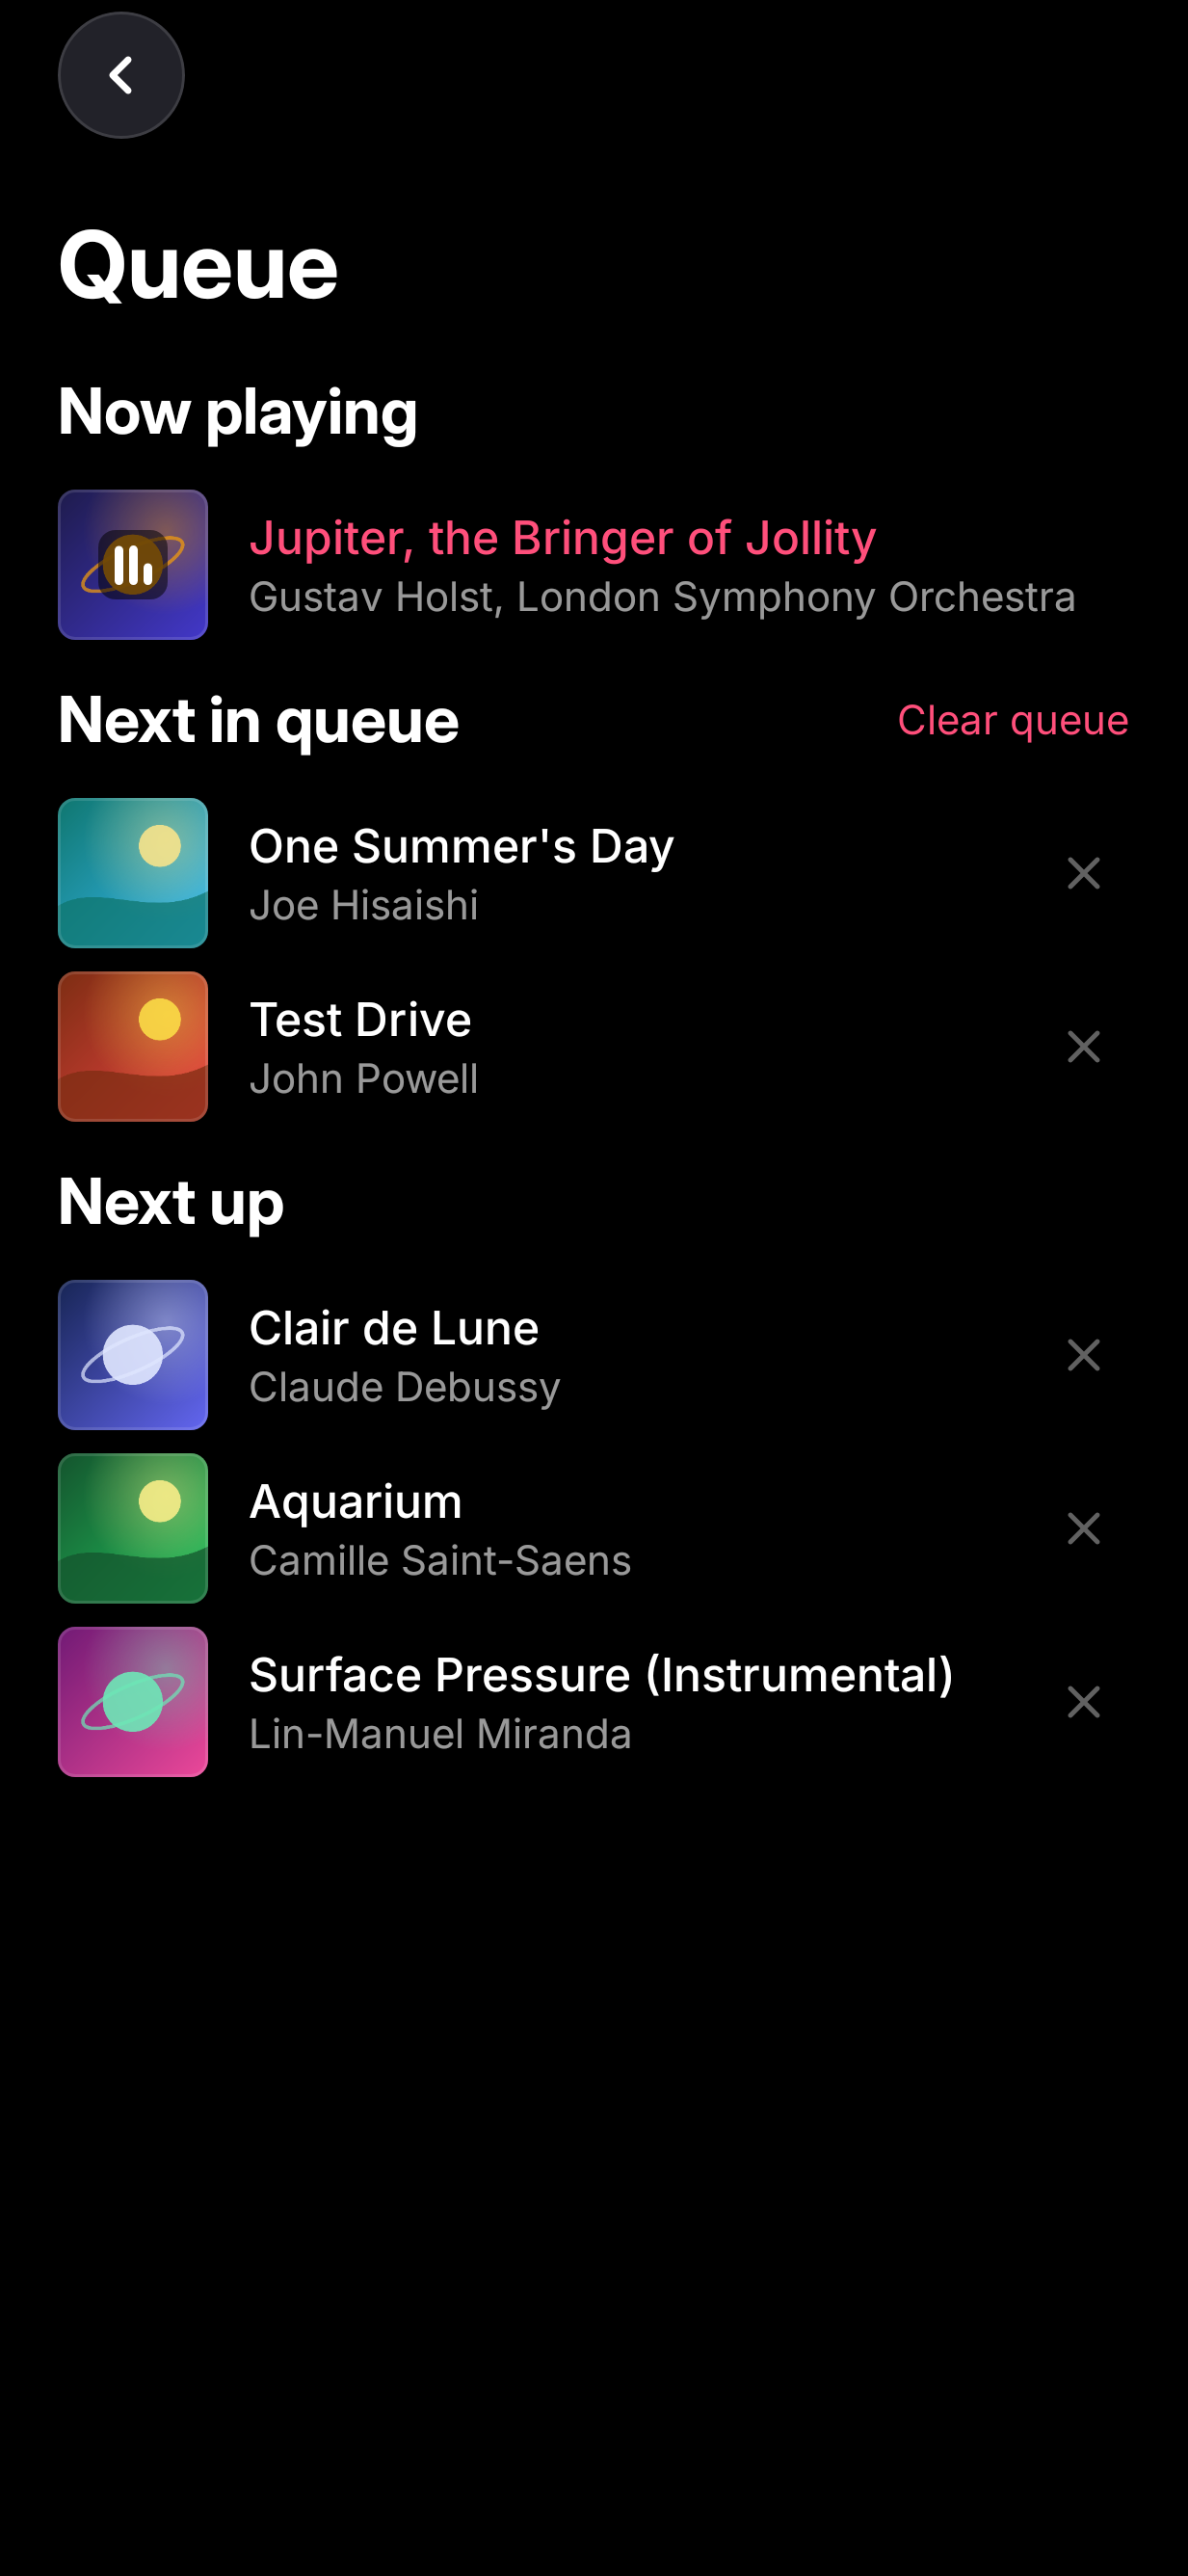 Queue
Now playing
Jupiter, the Bringer of Jollity
Gustav Holst, London Symphony Orchestra
Next in queue
Clear queue
One Summer's Day
Joe Hisaishi
Test Drive
John Powell
Next up
Clair de Lune
Claude Debussy
Aquarium
Camille Saint-Saens
Surface Pressure (Instrumental)
Lin-Manuel Miranda